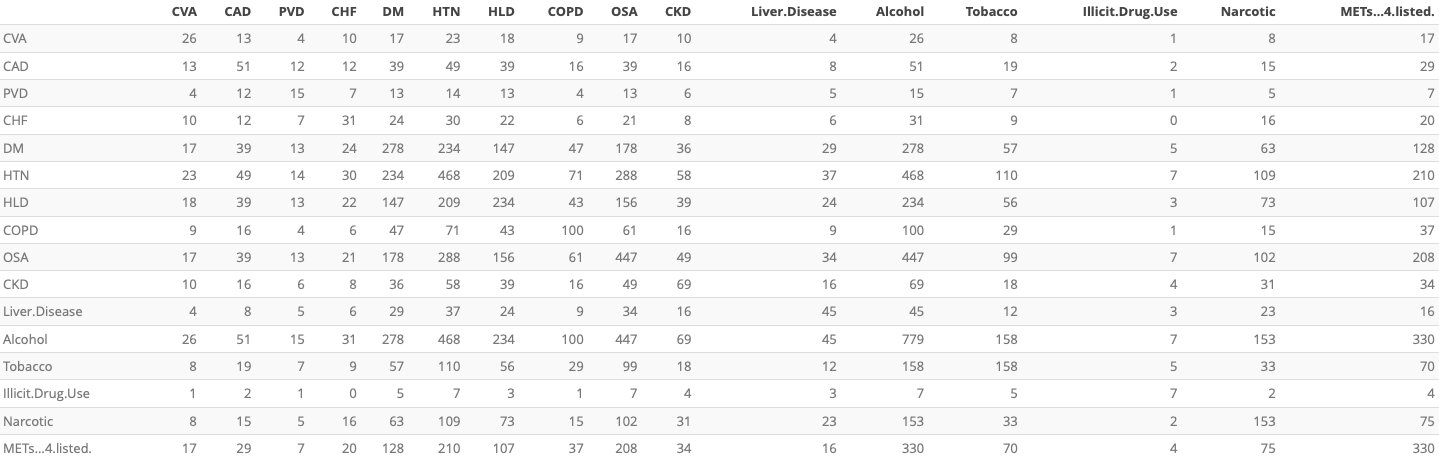 CVA CAD PVD CHF DM HTN HLD COPD OSA CKD Liver.Disease Alcohol Tobacco Illicit.Drug.Use Narcotic METs...4.listed.
CVA 26 13 4 10 17 23 18 9 17 10 4 26 8 1 8 17
CAD 13 51 12 12 39 49 39 16 39 16 8 51 19 2 15 29
PVD 4 12 15 7 13 14 13 4 13 6 5 15 7 1 5 7
CHF 10 12 7 31 24 30 22 6 21 8 6 31 9 0 16 20
DM 17 39 13 24 278 234 147 47 178 36 29 278 57 5 63 128
HTN 23 49 14 30 234 468 209 71 288 58 37 468 110 7 109 210
HLD 18 39 13 22 147 209 234 43 156 39 24 234 56 3 73 107
COPD 9 16 4 6 47 71 43 100 61 16 9 100 29 1 15 37
OSA 17 39 13 21 178 288 156 61 447 49 34 447 99 7 102 208
CKD 10 16 6 8 36 58 39 16 49 69 16 69 18 4 31 34
Liver.Disease 4 8 5 6 29 37 24 9 34 16 45 45 12 3 23 16
Alcohol 26 51 15 31 278 468 234 100 447 69 45 779 158 7 153 330
Tobacco 8 19 7 9 57 110 56 29 99 18 12 158 158 5 33 70
Illicit.Drug.Use 1 2 1 0 5 7 3 1 7 4 3 7 5 7 2 4
Narcotic 8 15 5 16 63 109 73 15 102 31 23 153 33 2 153 75
METs...4.listed. 17 29 7 20 128 210 107 37 208 34 16 330 70 4 75 330